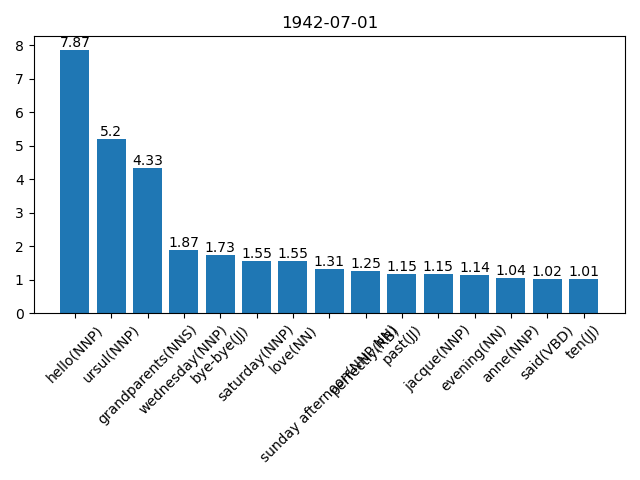 1942-07-01
8
7
6
5
4
3
2
1
0
7.87
5.2
4.33
1.87
1.73
1.55
1.55
1.31
1.25
1.15
1.15
1.14
1.04
1.02
1.01
hello(NNP)
ursul(NNP)
grandparents(NNS)
wednesday(NNP)
bye-bye(JJ)
saturday(NNP)
love(NN)
sunday afternoon(NNP NN)
perfectly(RB)
past(JJ)
jacque(NNP)
evening(NN)
anne(NNP)
said(VBD)
ten(JJ)